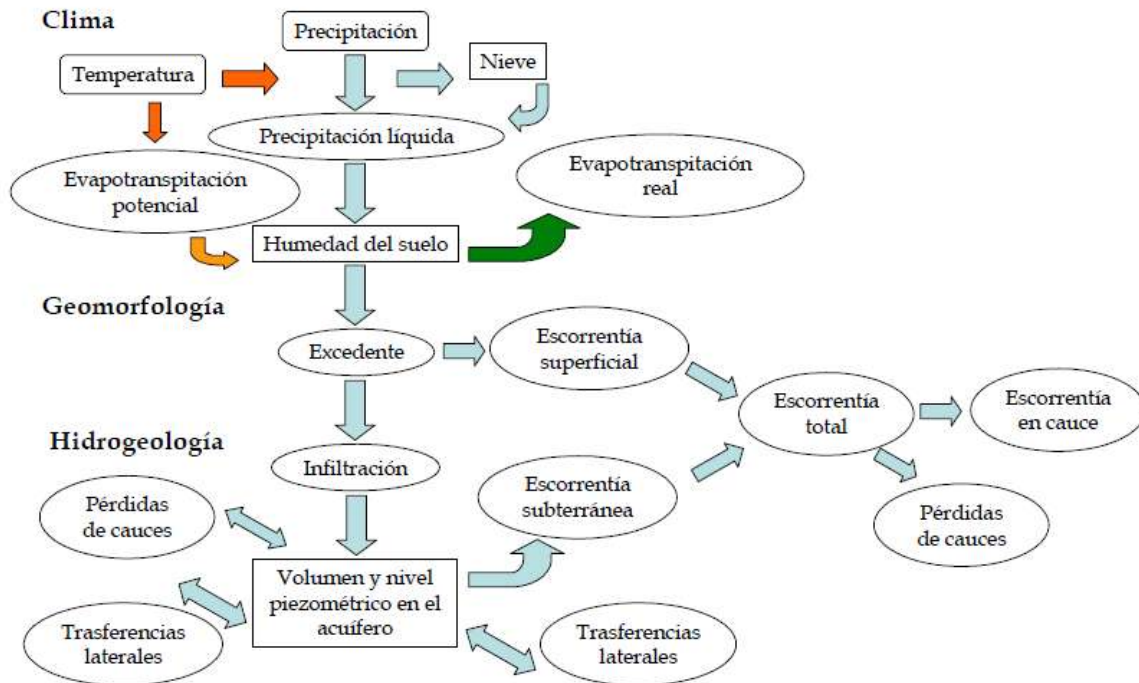 Clima
Precipitación
Temperatura
Nieve
Precipitación líquida
Evapotranspitación
real
Evapotranspitación
potencial
Humedad del suelo
Geomorfología
Excedente
Escorrentía
superficial
Escorrentía
total
Escorrentía
en cauce
Hidrogeología
Infiltración
Escorrentía
subterránea
Pérdidas
de cauces
Pérdidas
de cauces
Volumen y nivel
piezométrico en el
acuífero
Trasferencias
laterales
Trasferencias
laterales